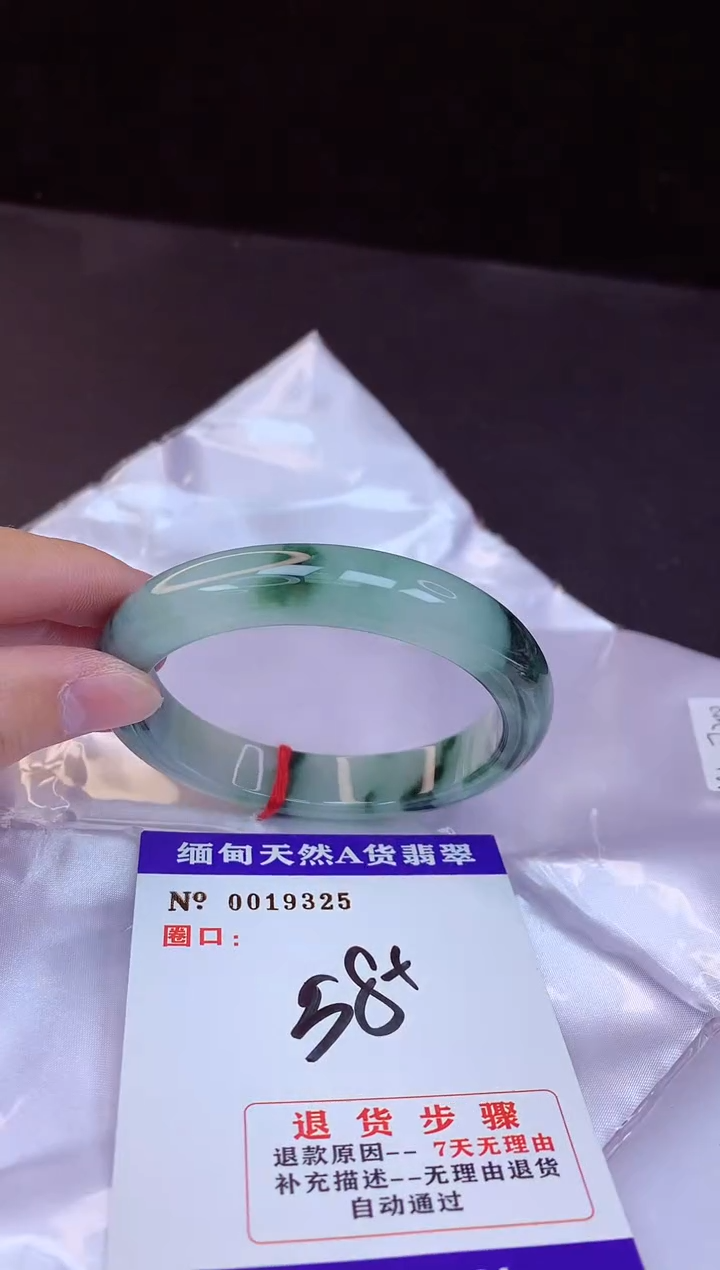 缅甸天然A货翡翠
Nº 0019325
圈口:
58+
退货步骤
退款原因--7天无理由
补充描述--无理由退货
自动通过